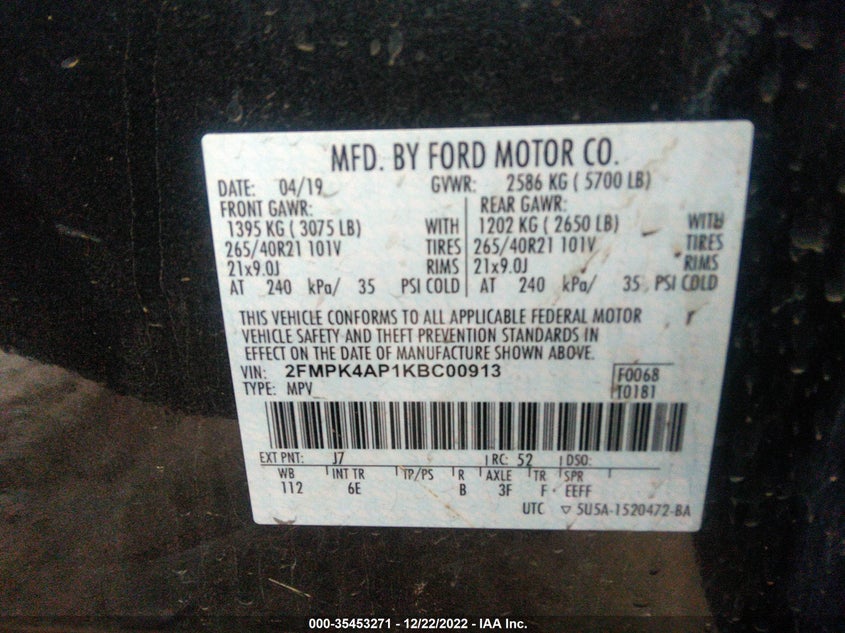 MFD. BY FORD MOTOR CO.
DATE: 04/19 GVWR: 2586 KG ( 5700 LB)
FRONT GAWR: REAR GAWR:
1395 KG ( 3075 LB) WITH 1202 KG ( 2650 LB) WITH
265/40R21 101V TIRES 265/40R21 101V TIRES
21x9.0J RIMS 21x9.0J RIMS
AT 240 kPa/ 35 PSI COLD AT 240 kPa/ 35 PSI COLD
THIS VEHICLE CONFORMS TO ALL APPLICABLE FEDERAL MOTOR
VEHICLE SAFETY AND THEFT PREVENTION STANDARDS IN
EFFECT ON THE DATE OF MANUFACTURE SHOWN ABOVE.
VIN: 2FMPK4AP1KBC00913 F0068
TYPE: MPV T0181
EXT PNT: J7 RC: 52 DSO:
WB INT TR TP/PS R AXLE TR SPR
112 6E B 3F F EEFF
UTC ▽ 5U5A-1520472-BA
000-35453271 - 12/22/2022 - IAA Inc.